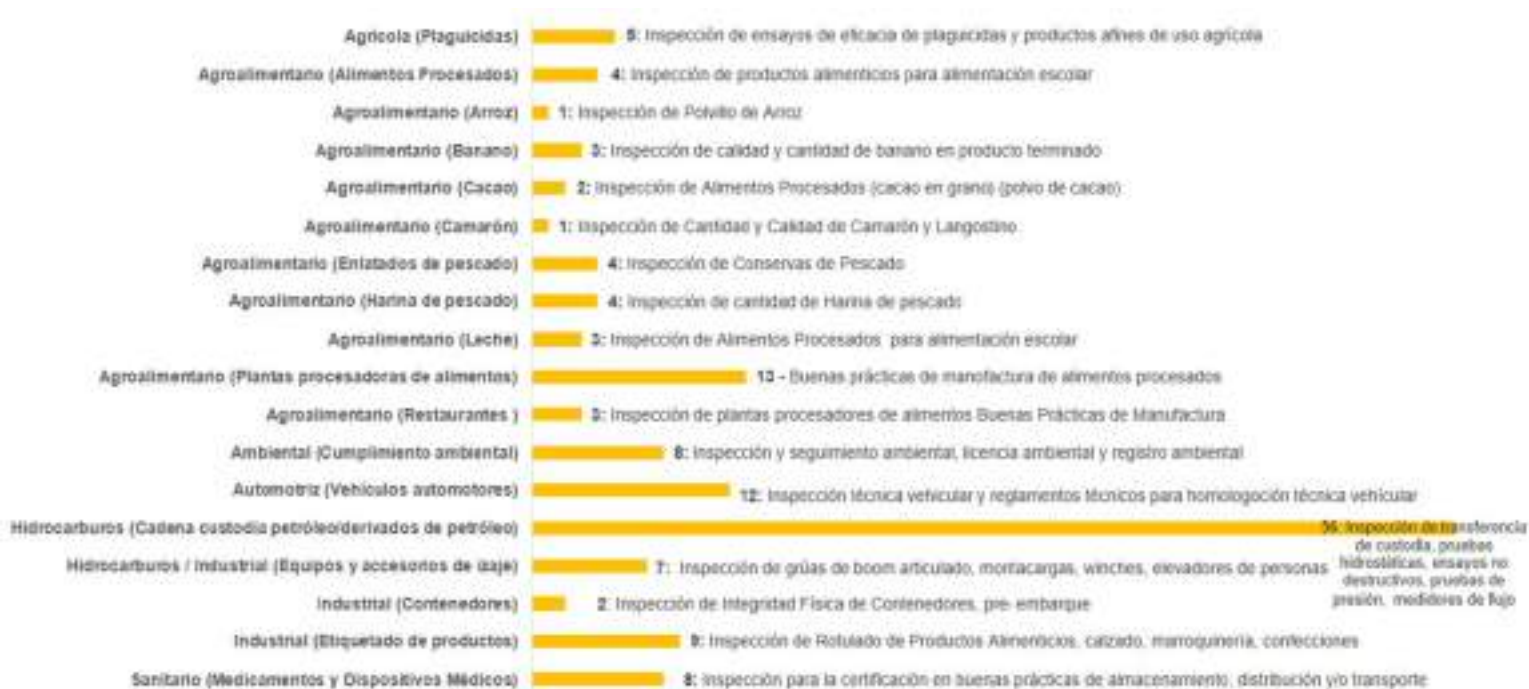 Agrícola (Plaguicidas) 5: Inspección de ensayos de eficacia de plaguicidas y productos afines de uso agrícola
Agroalimentario (Alimentos Procesados) 4: Inspección de productos alimenticios para alimentación escolar
Agroalimentario (Arroz) 1: Inspección de Polvillo de Arroz
Agroalimentario (Banano) 3: Inspección de calidad y cantidad de banano en producto terminado
Agroalimentario (Cacao) 2: Inspección de Alimentos Procesados (cacao en grano) (polvo de cacao)
Agroalimentario (Camarón) 1: Inspección de Cantidad y Calidad de Camarón y Langostino
Agroalimentario (Enlatados de pescado) 4: Inspección de Conservas de Pescado
Agroalimentario (Harina de pescado) 4: Inspección de cantidad de Harina de pescado
Agroalimentario (Leche) 3: Inspección de Alimentos Procesados para alimentación escolar
Agroalimentario (Plantas procesadoras de alimentos) 13 - Buenas prácticas de manufactura de alimentos procesados
Agroalimentario (Restaurantes ) 3: Inspección de plantas procesadores de alimentos Buenas Prácticas de Manufactura
Ambiental (Cumplimiento ambiental) 8: Inspección y seguimiento ambiental, licencia ambiental y registro ambiental
Automotriz (Vehículos automotores) 12: Inspección técnica vehicular y reglamentos técnicos para homologoción técnica vehicular
Hidrocarburos (Cadena custodia petróleo/derivados de petróleo) 56: Inspección de transferencia
de custodia, pruebas
hidrostáticas, ensayos no
destructivos, pruebas de
presión, medidores de flujo
Hidrocarburos / Industrial (Equipos y accesorios de izaje) 7: Inspección de grúas de boom articulado, montacargas, winches, elevadores de personas
Industrial (Contenedores) 2: Inspección de Integridad Física de Contenedores, pre- embarque
Industrial (Etiquetado de productos) 9: Inspección de Rotulado de Productos Alimenticios, calzado, marroquinería, confecciones
Sanitario (Medicamentos y Dispositivos Médicos) 8: Inspección para la certificación en buenas prácticas de almacenamiento, distribución y/o transporte